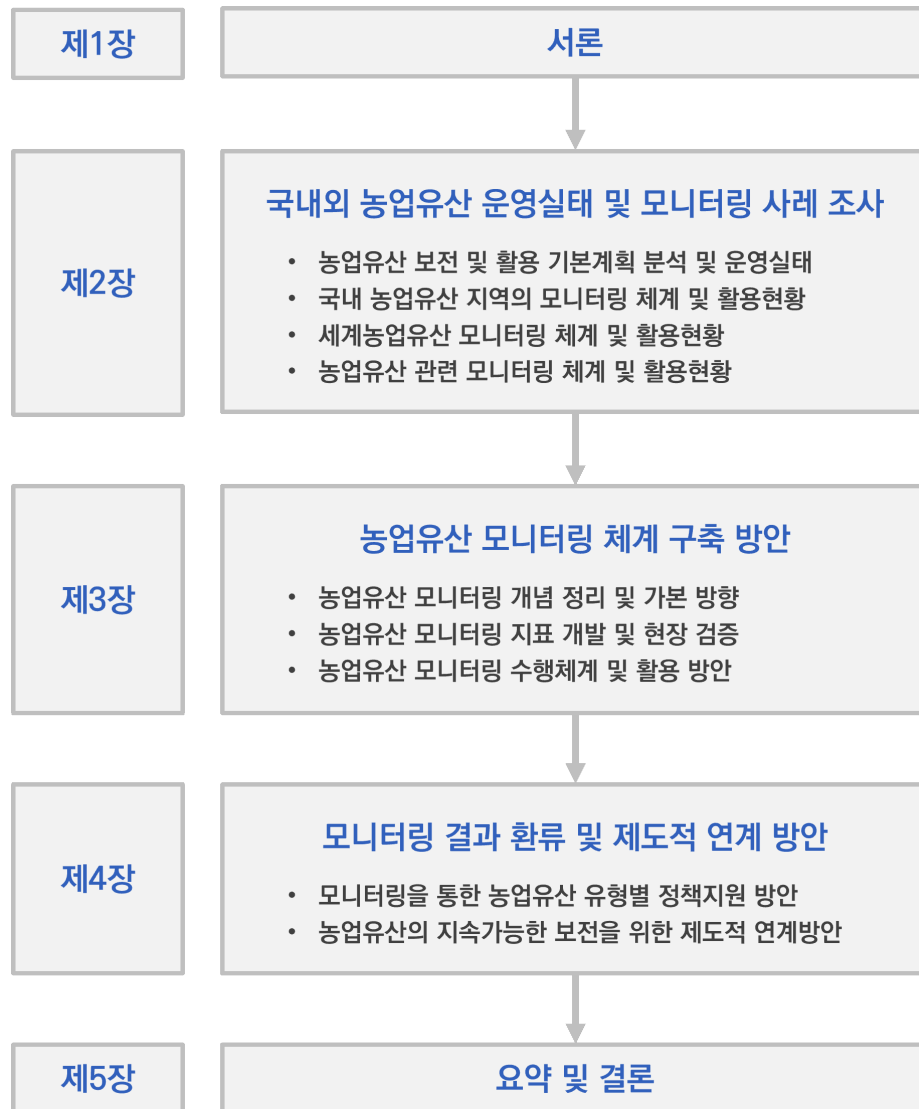 제1장
서론
제2장
국내외 농업유산 운영실태 및 모니터링 사례 조사
• 농업유산 보전 및 활용 기본계획 분석 및 운영실태
• 국내 농업유산 지역의 모니터링 체계 및 활용현황
• 세계농업유산 모니터링 체계 및 활용현황
• 농업유산 관련 모니터링 체계 및 활용현황
제3장
농업유산 모니터링 체계 구축 방안
• 농업유산 모니터링 개념 정리 및 가본 방향
• 농업유산 모니터링 지표 개발 및 현장 검증
• 농업유산 모니터링 수행체계 및 활용 방안
제4장
모니터링 결과 환류 및 제도적 연계 방안
• 모니터링을 통한 농업유산 유형별 정책지원 방안
• 농업유산의 지속가능한 보전을 위한 제도적 연계방안
제5장
요약 및 결론